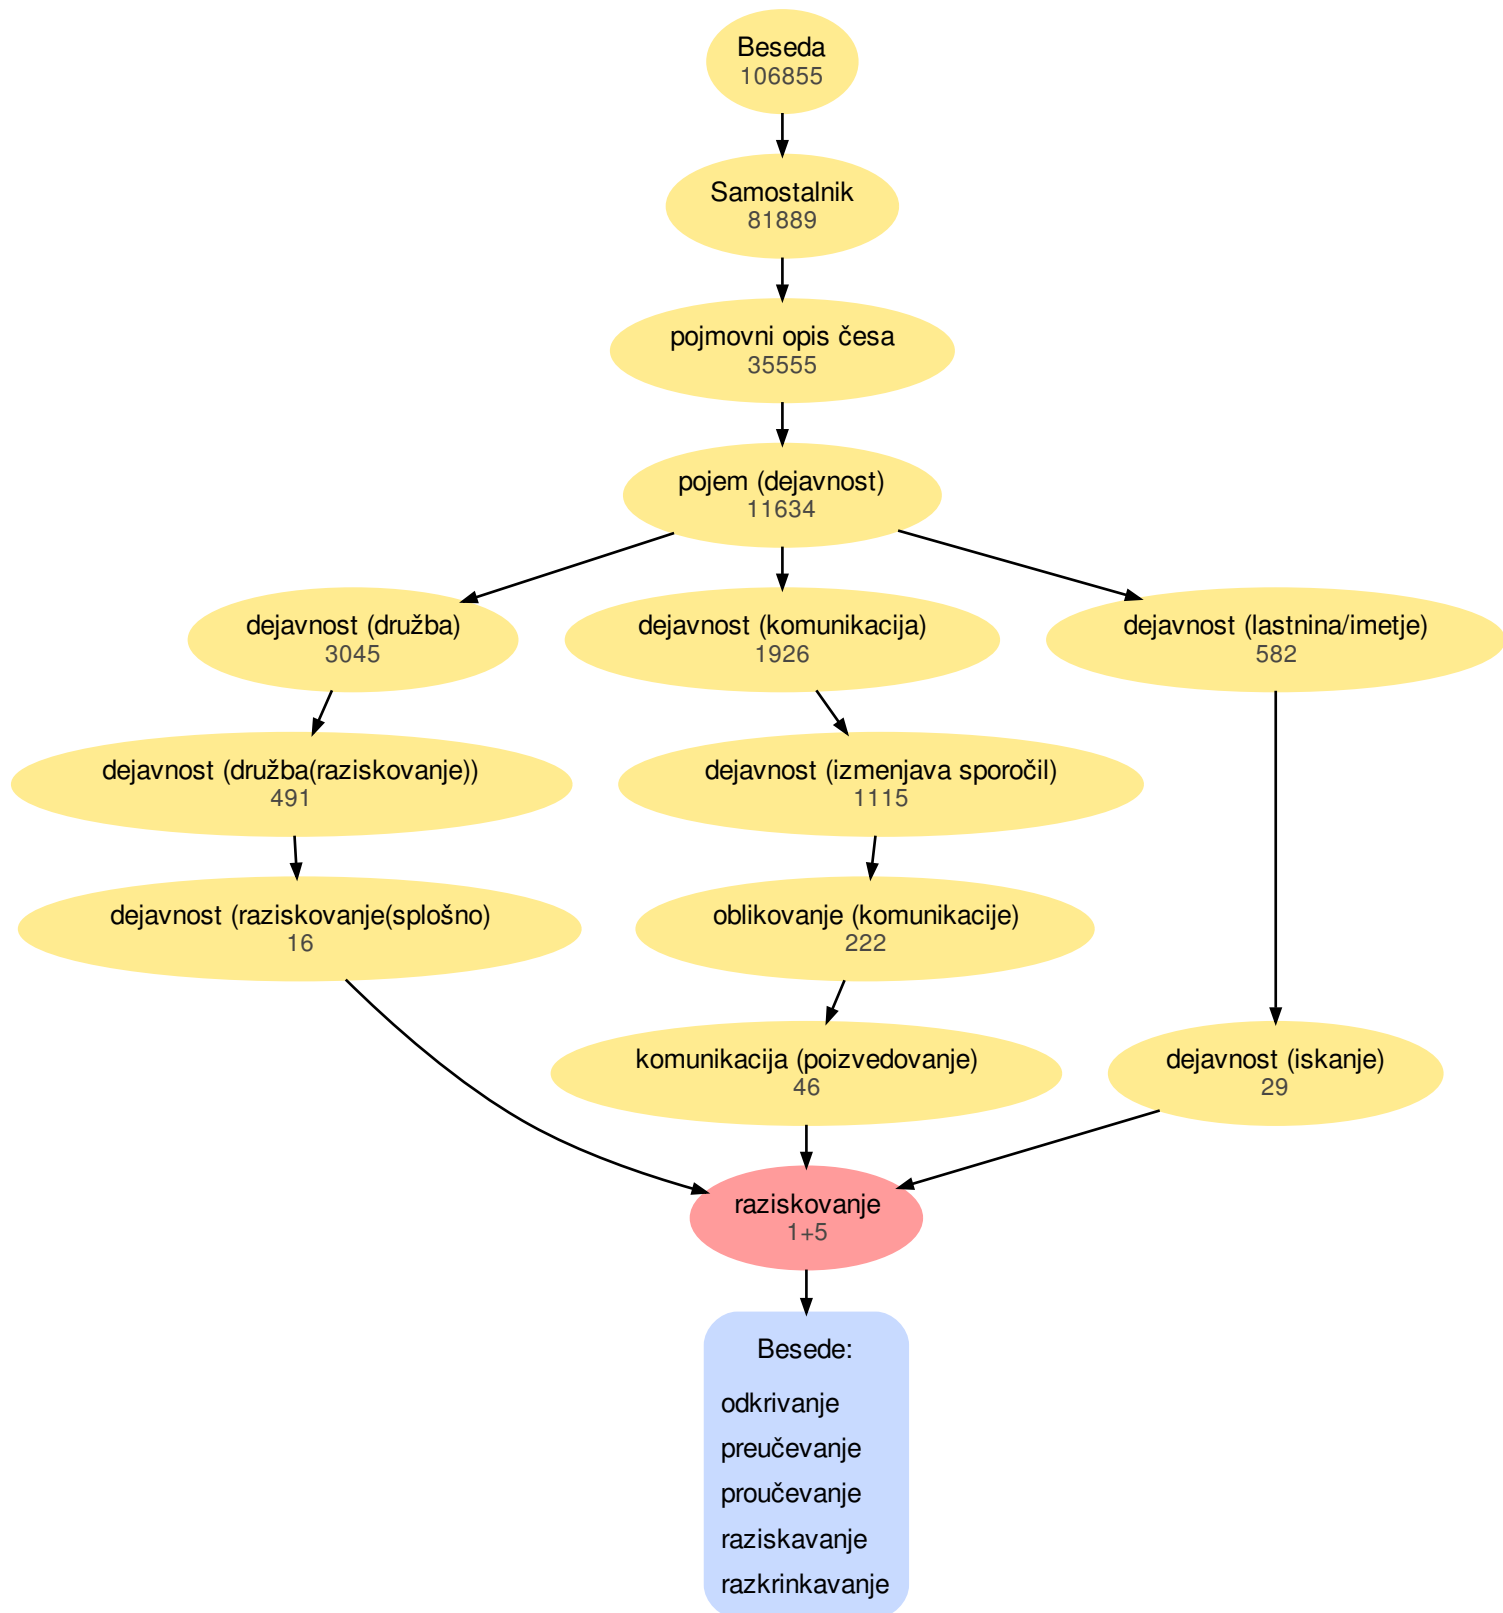 Beseda
106855
Samostalnik
81889
pojmovni opis česa
35555
pojem (dejavnost)
11634
dejavnost (družba)
3045
dejavnost (komunikacija)
1926
dejavnost (lastnina/imetje)
582
dejavnost (družba(raziskovanje))
491
dejavnost (izmenjava sporočil)
1115
dejavnost (raziskovanje(splošno)
16
oblikovanje (komunikacije)
222
komunikacija (poizvedovanje)
46
dejavnost (iskanje)
29
raziskovanje
1+5
Besede:
odkrivanje
preučevanje
proučevanje
raziskavanje
razkrinkavanje